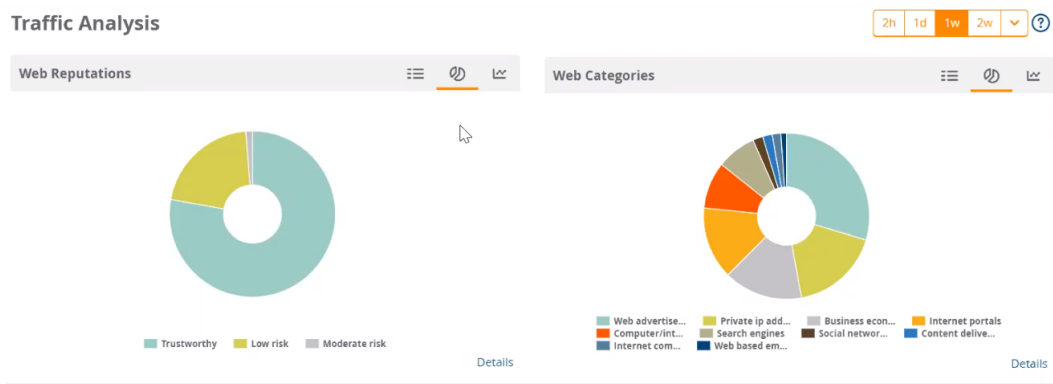 Traffic Analysis
2h 1d 1w 2w ?
Web Reputations
Web Categories
Trustworthy Low risk Moderate risk
Details
Web advertise... Private ip add... Business econ... Internet portals
Computer/int... Search engines Social networ... Content delive...
Internet com... Web based em...
Details